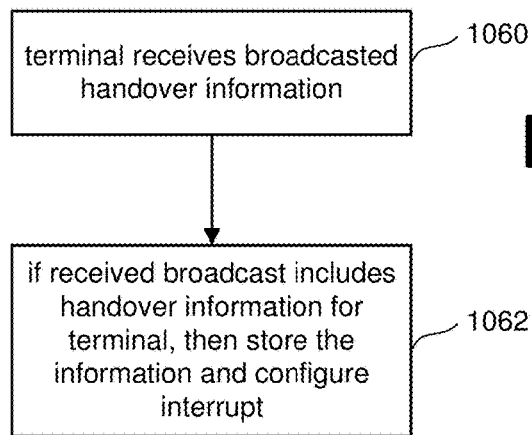 terminal receives broadcasted
handover information
1060
if received broadcast includes
handover information for
terminal, then store the
information and configure
interrupt
1062